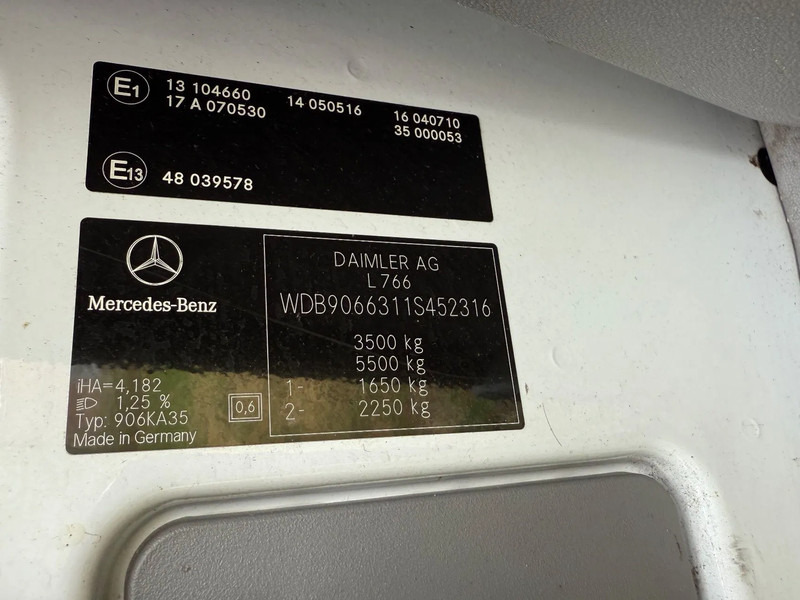 E1 13 104660 14 050516 16 040710
17 A 070530 35 000053
E13 48 039578
Mercedes-Benz
iHA=4,182
1,25 %
Typ: 906KA35
Made in Germany
0,6
DAIMLER AG
L766
WDB9066311S452316
3500 kg
5500 kg
1- 1650 kg
2- 2250 kg